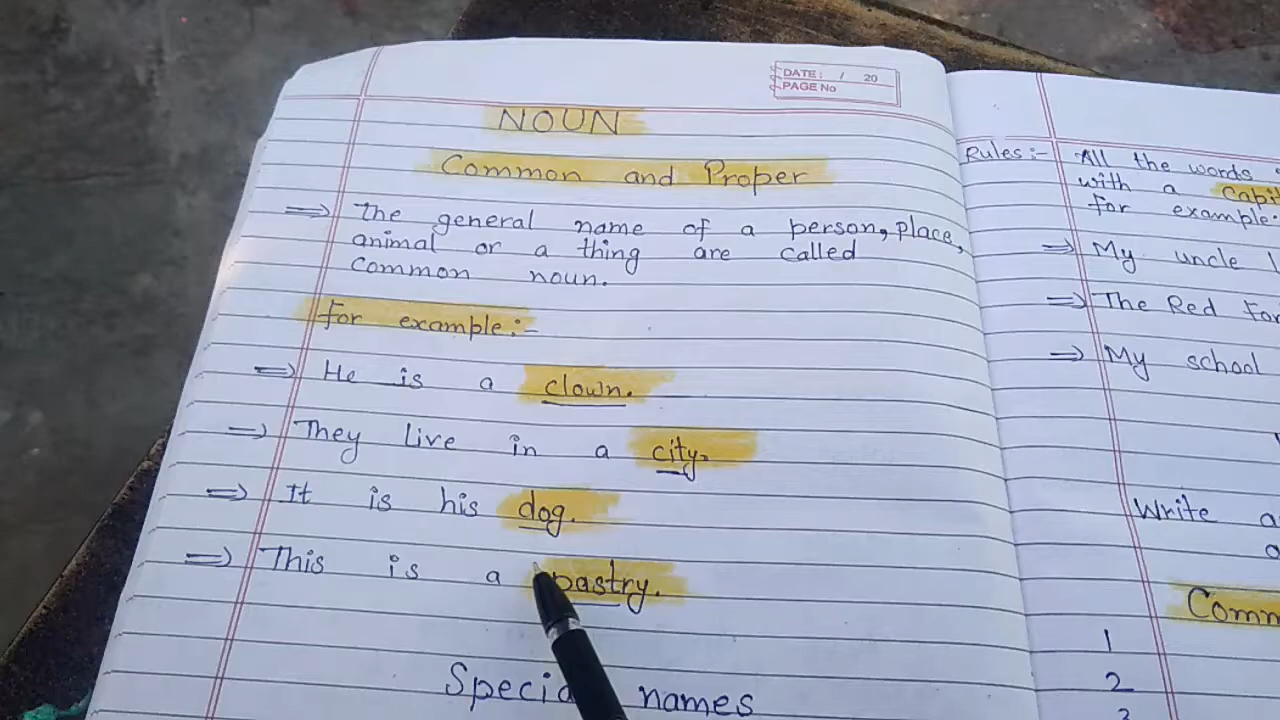 DATE: / 20
PAGE No
NOUN
Common and Proper
⇒ The general name of a person, place,
animal or a thing are called
common noun.
for example:-
⇒ He is a clown.
⇒ They live in a city.
⇒ It is his dog.
⇒ This is a pastry.
Special names
Rules:- All the words
with a
for example:
⇒ My uncle
⇒ The Red
⇒ My school
Write
1
2